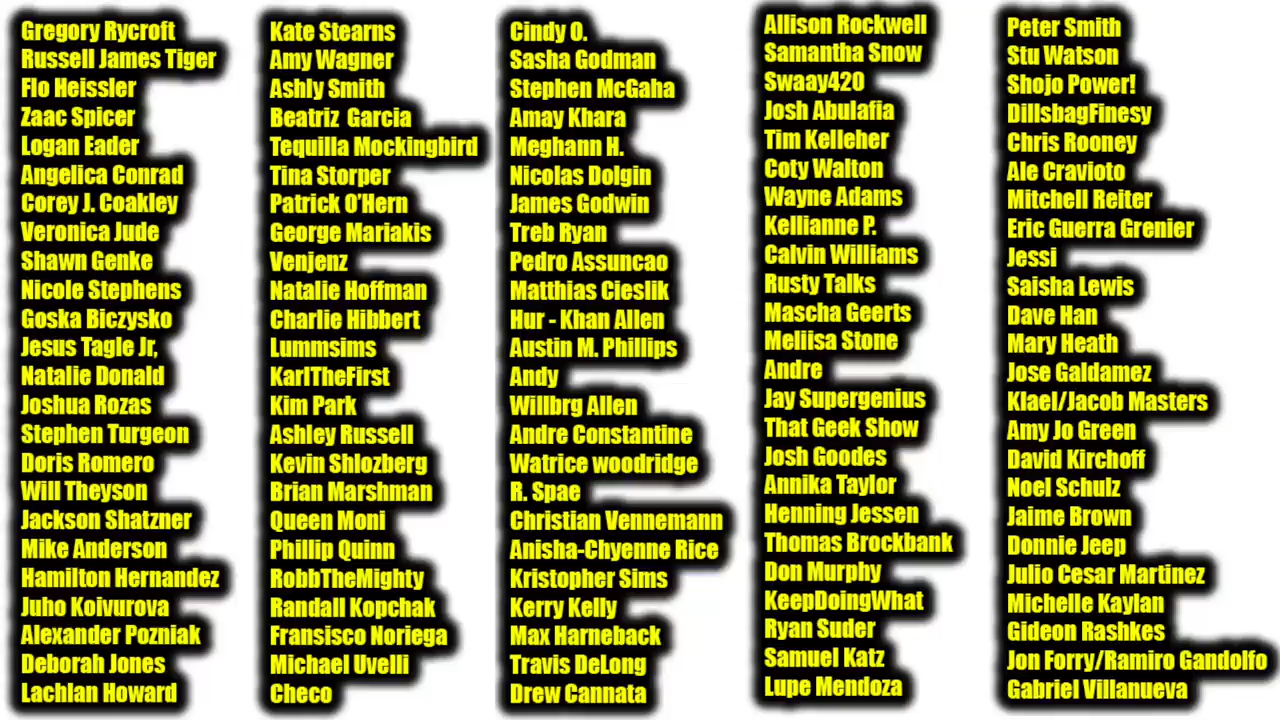 Gregory Rycroft
Russell James Tiger
Flo Heissler
Zaac Spicer
Logan Eader
Angelica Conrad
Corey J. Coakley
Veronica Jude
Shawn Genke
Nicole Stephens
Goska Biczysko
Jesus Tagle Jr,
Natalie Donald
Joshua Rozas
Stephen Turgeon
Doris Romero
Will Theyson
Jackson Shatzner
Mike Anderson
Hamilton Hernandez
Juho Koivurova
Alexander Pozniak
Deborah Jones
Lachlan Howard
Kate Stearns
Amy Wagner
Ashly Smith
Beatriz Garcia
Tequilla Mockingbird
Tina Storper
Patrick O'Hern
George Mariakis
Venjenz
Natalie Hoffman
Charlie Hibbert
Lummsims
KarlTheFirst
Kim Park
Ashley Russell
Kevin Shlozberg
Brian Marshman
Queen Moni
Phillip Quinn
RobbTheMighty
Randall Kopchak
Fransisco Noriega
Michael Uvelli
Checo
Cindy O.
Sasha Godman
Stephen McGaha
Amay Khara
Meghann H.
Nicolas Dolgin
James Godwin
Treb Ryan
Pedro Assuncao
Matthias Cieslik
Hur - Khan Allen
Austin M. Phillips
Andy
Willbrg Allen
Andre Constantine
Watrice woodridge
R. Spae
Christian Vennemann
Anisha-Chyenne Rice
Kristopher Sims
Kerry Kelly
Max Harneback
Travis DeLong
Drew Cannata
Allison Rockwell
Samantha Snow
Swaay420
Josh Abulafia
Tim Kelleher
Coty Walton
Wayne Adams
Kellianne P.
Calvin Williams
Rusty Talks
Mascha Geerts
Meliisa Stone
Andre
Jay Supergenius
That Geek Show
Josh Goodes
Annika Taylor
Henning Jessen
Thomas Brockbank
Don Murphy
KeepDoingWhat
Ryan Suder
Samuel Katz
Lupe Mendoza
Peter Smith
Stu Watson
Shojo Power!
DillsbagFinesy
Chris Rooney
Ale Cravioto
Mitchell Reiter
Eric Guerra Grenier
Jessi
Saisha Lewis
Dave Han
Mary Heath
Jose Galdamez
Klael/Jacob Masters
Amy Jo Green
David Kirchoff
Noel Schulz
Jaime Brown
Donnie Jeep
Julio Cesar Martinez
Michelle Kaylan
Gideon Rashkes
Jon Forry/Ramiro Gandolfo
Gabriel Villanueva